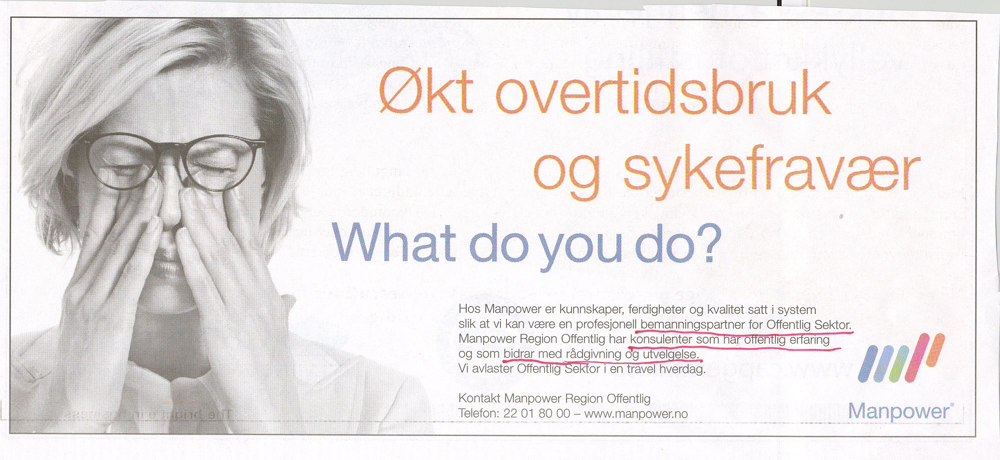 Økt overtidsbruk
og sykefravær
What do you do?
Hos Manpower er kunnskaper, ferdigheter og kvalitet satt i system
slik at vi kan være en profesjonell bemanningspartner for Offentlig Sektor.
Manpower Region Offentlig har konsulenter som har offentlig erfaring
og som bidrar med rådgivning og utvelgelse.
Vi avlaster Offentlig Sektor i en travel hverdag.
Kontakt Manpower Region Offentlig
Telefon: 22 01 80 00 – www.manpower.no
Manpower®